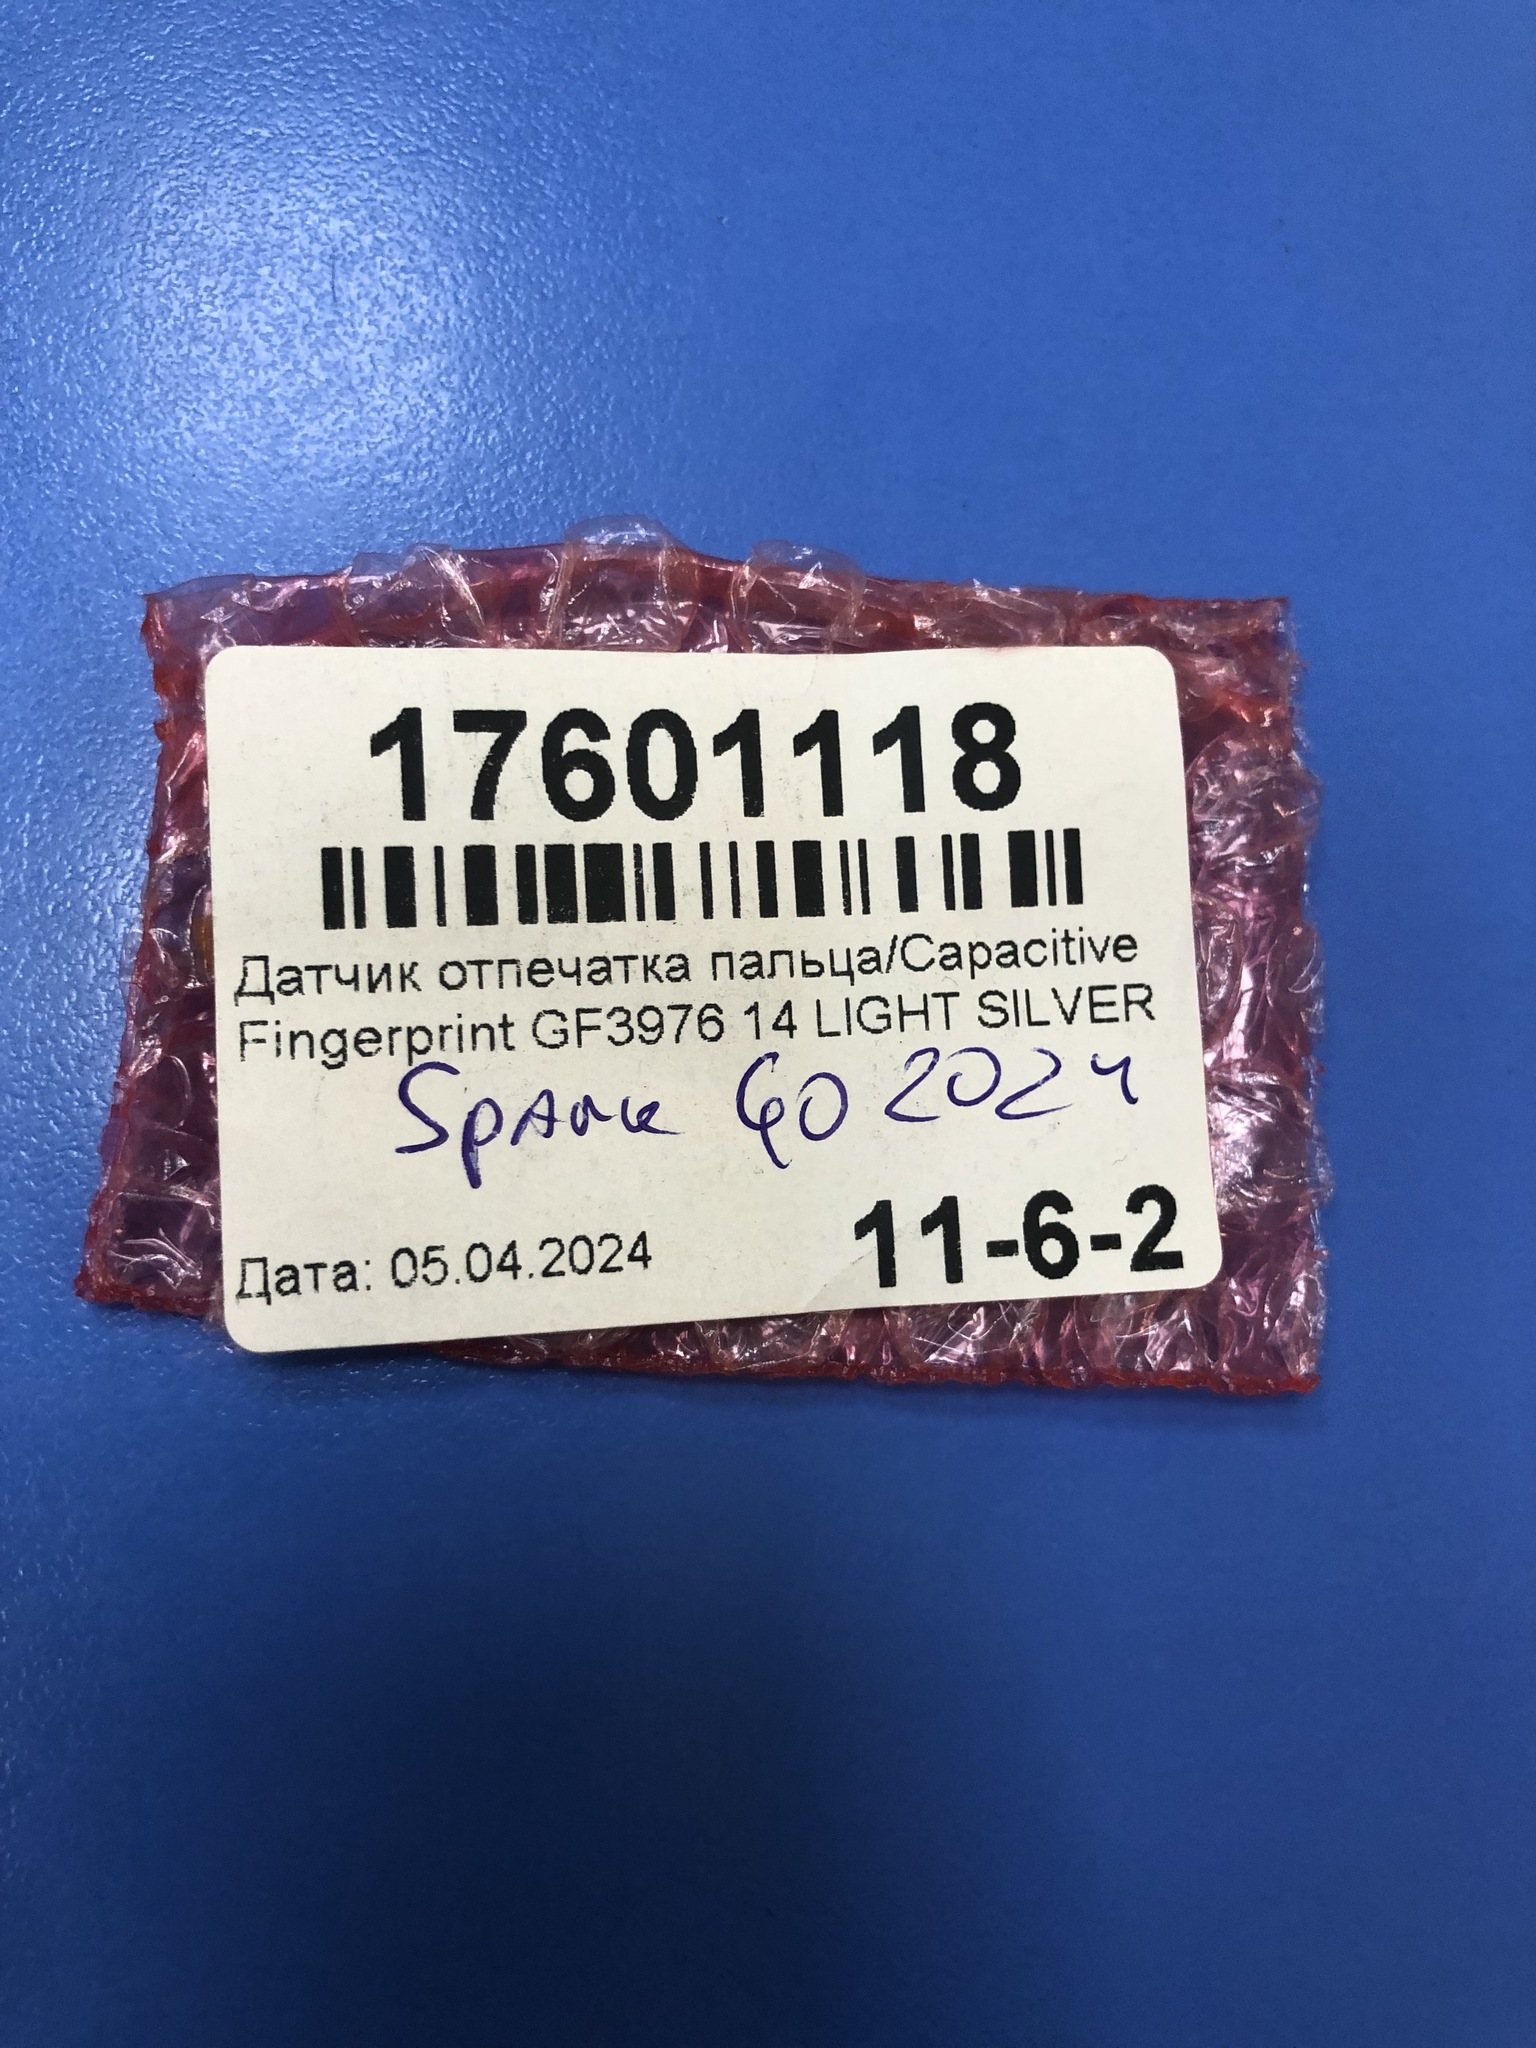 17601118
Датчик отпечатка пальца/Capacitive
Fingerprint GF3976 14 LIGHT SILVER
Spark GO 2024
Дата: 05.04.2024
11-6-2